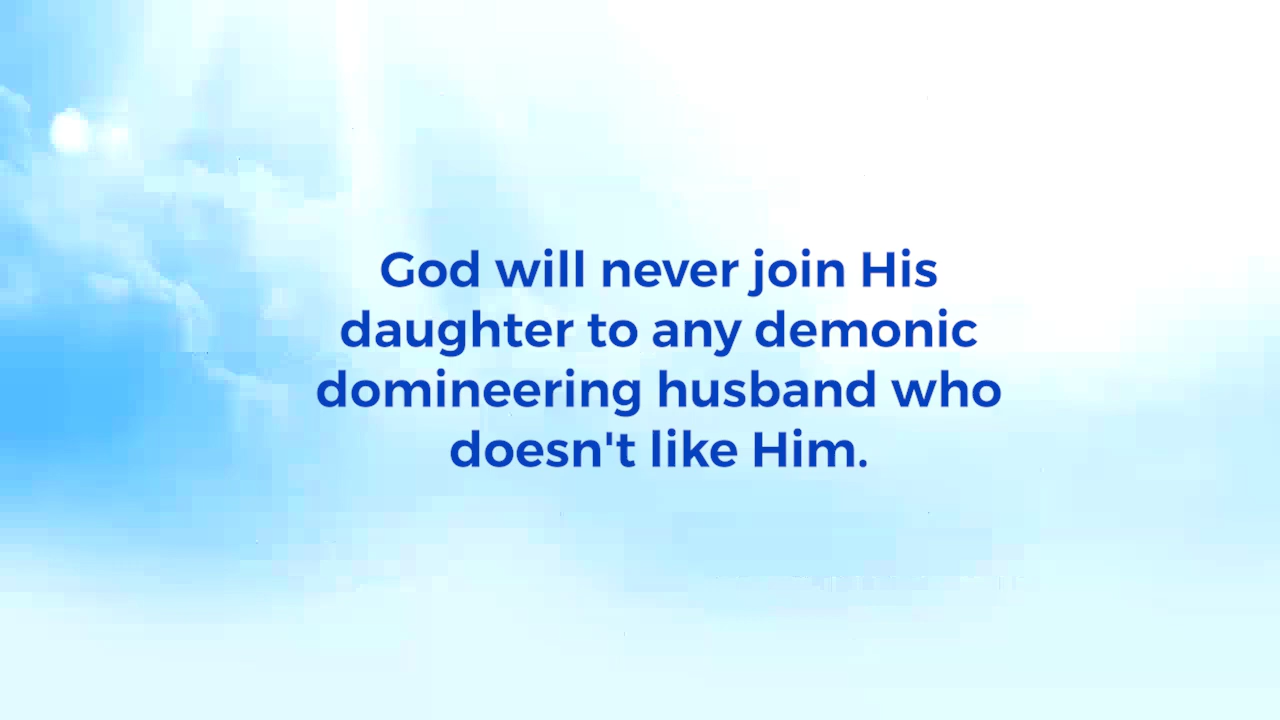 God will never join His
daughter to any demonic
domineering husband who
doesn't like Him.